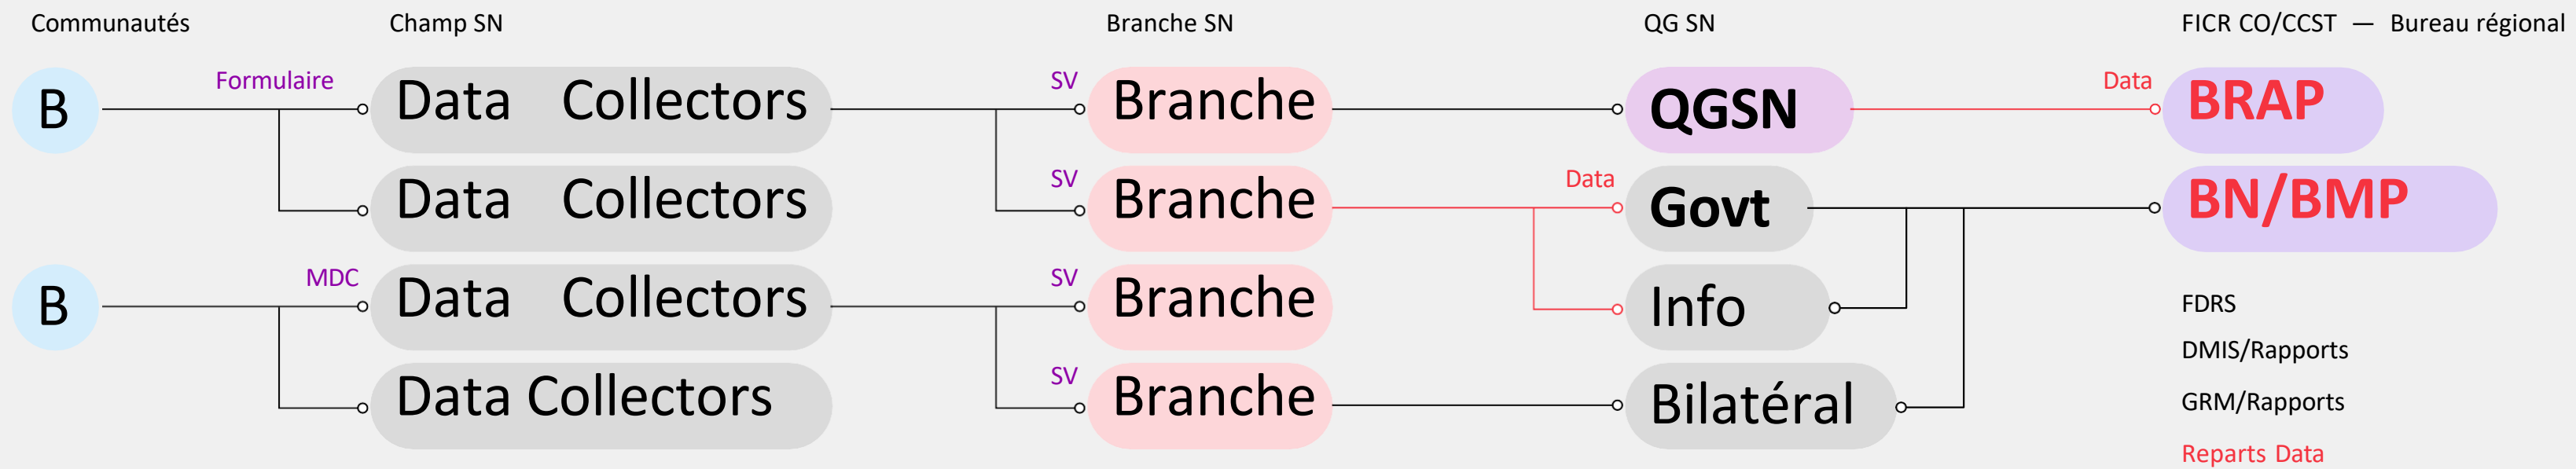 Communautés
Champ SN
Branche SN
QG SN
FICR CO/CCST — Bureau régional
B
Formulaire
Data Collectors
SV
Branche
QGSN
Data
BRAP
Data Collectors
SV
Branche
Data
Govt
BN/BMP
B
MDC
Data Collectors
SV
Branche
Info
FDRS
DMIS/Rapports
Data Collectors
SV
Branche
Bilatéral
GRM/Rapports
Reparts Data